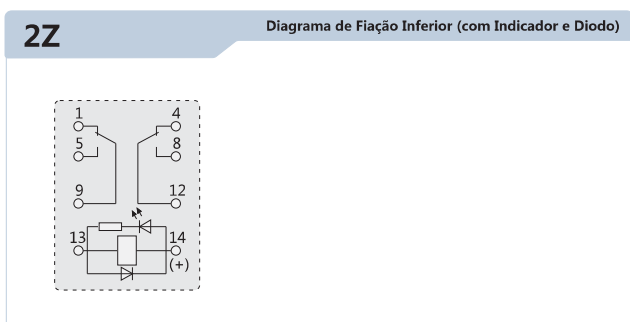 2Z
Diagrama de Fiação Inferior (com Indicador e Diodo)
1 4
5 8
9 12
13 14
(+)